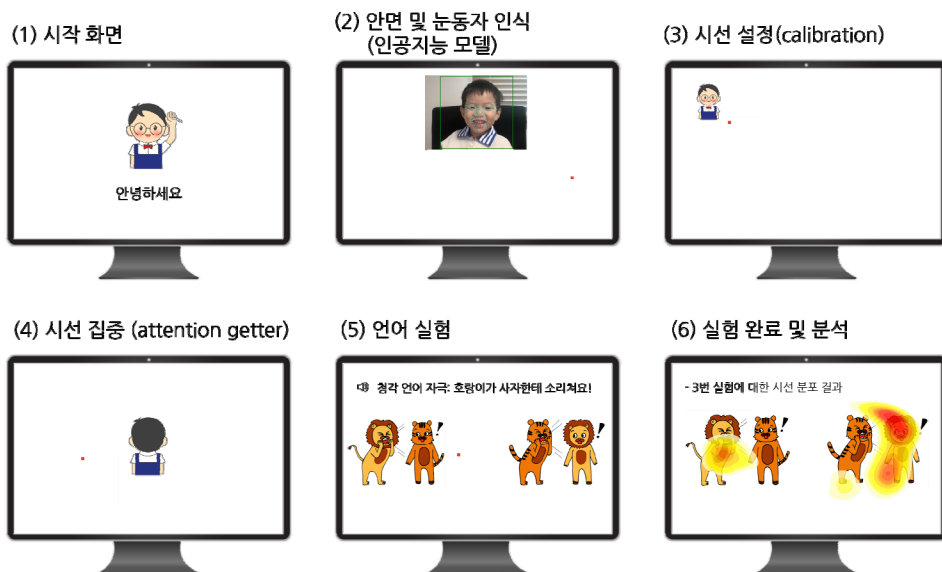 (1) 시작 화면
(2) 안면 및 눈동자 인식
(인공지능 모델)
(3) 시선 설정(calibration)
안녕하세요
(4) 시선 집중 (attention getter)
(5) 언어 실험
(6) 실험 완료 및 분석
청각 언어 자극: 호랑이가 사자한테 소리쳐요!
- 3번 실험에 대한 시선 분포 결과